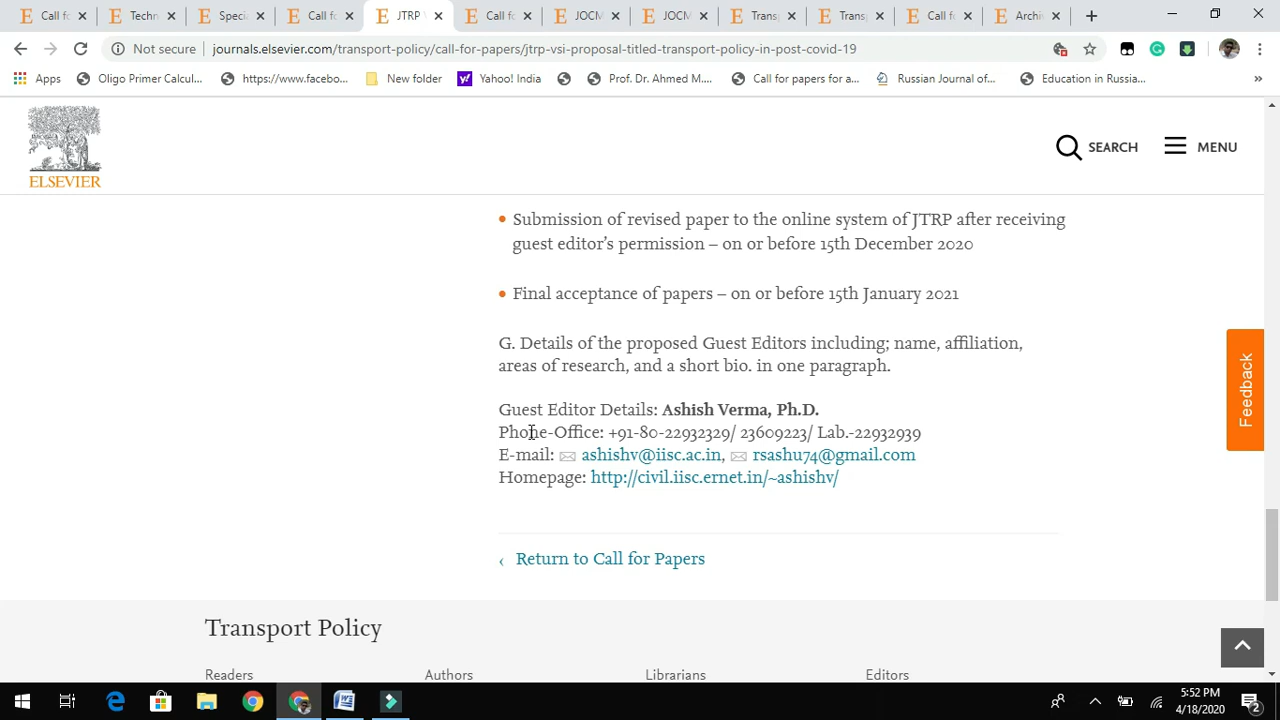 Call fo
Techn
Specia
Call fo
JTRP V
Call fo
JOCM
JOCM
Transp
Transp
Call fo
Archi
Not secure
journals.elsevier.com/transport-policy/call-for-papers/jtrp-vsi-proposal-titled-transport-policy-in-post-covid-19
Apps
Oligo Primer Calcul...
https://www.facebo...
New folder
Yahoo! India
Prof. Dr. Ahmed M....
Call for papers for a...
Russian Journal of...
Education in Russia...
»
ELSEVIER
SEARCH
MENU
• Submission of revised paper to the online system of JTRP after receiving
guest editor's permission – on or before 15th December 2020
• Final acceptance of papers – on or before 15th January 2021
G. Details of the proposed Guest Editors including; name, affiliation,
areas of research, and a short bio. in one paragraph.
Guest Editor Details: Ashish Verma, Ph.D.
Phone-Office: +91-80-22932329/ 23609223/ Lab.-22932939
E-mail: ashishv@iisc.ac.in, rsashu74@gmail.com
Homepage: http://civil.iisc.ernet.in/~ashishv/
‹ Return to Call for Papers
Feedback
Transport Policy
Readers
Authors
Librarians
Editors
5:52 PM
4/18/2020
2